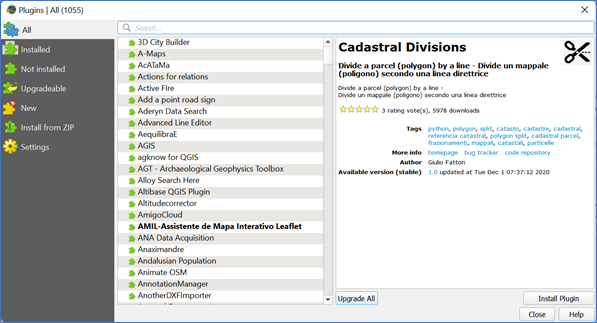 Plugins | All (1055)
All
Installed
Not installed
Upgradeable
New
Install from ZIP
Settings
Search...
3D City Builder
A-Maps
AcATaMa
Actions for relations
Active Fire
Add a point road sign
Aderyn Data Search
Advanced Line Editor
AequilibraE
AGIS
agknow for QGIS
AGT - Archaeological Geophysics Toolbox
Alloy Search Here
Altibase QGIS Plugin
Altitudecorrector
AmigoCloud
AMIL-Assistente de Mapa Interativo Leaflet
ANA Data Acquisition
Anaximandre
Andalusian Population
Animate OSM
AnnotationManager
AnotherDXFImporter
Cadastral Divisions
Divide a parcel (polygon) by a line - Divide un mappale
(poligono) secondo una linea direttrice
Divide a parcel (polygon) by a line -
Divide un mappale (poligono) secondo una linea direttrice
3 rating vote(s), 5978 downloads
Tags python, polygon, split, catasto, cadastre, cadastral,
referencia catastral, polygon split, cadastral parcel,
frazionamenti, mappali, catastali, particelle
More info homepage bug tracker code repository
Author Giulio Fattori
Available version (stable) 1.0 updated at Tue Dec 1 07:37:12 2020
Upgrade All
Install Plugin
Close
Help